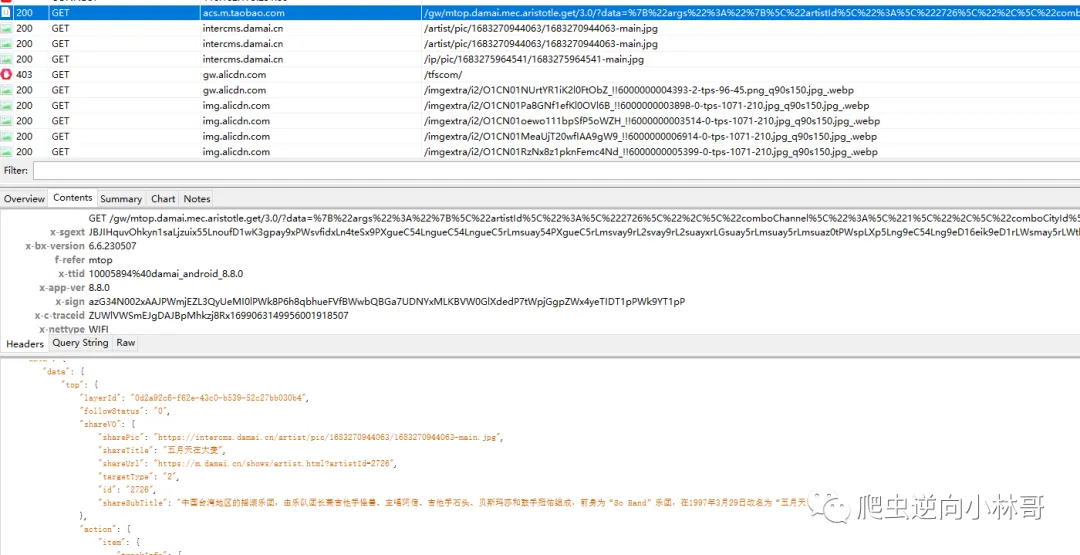 200 GET acs.m.taobao.com /gw/mtop.damai.mec.aristotle.get/3.0/?data=%7B%22args%22%3A%22%7B%5C%22artistId%5C%22%3A%5C%222726%5C%22%2C%5C%22comb
200 GET intercms.damai.cn /artist/pic/1683270944063/1683270944063-main.jpg
200 GET intercms.damai.cn /artist/pic/1683270944063/1683270944063-main.jpg
200 GET intercms.damai.cn /ip/pic/1683275964541/1683275964541-main.jpg
403 GET gw.alicdn.com /tfscom/
200 GET gw.alicdn.com /imgextra/i2/O1CN01NUrtYR1iK2l0FtObZ_!!6000000004393-2-tps-96-45.png_q90s150.jpg_.webp
200 GET img.alicdn.com /imgextra/i2/O1CN01Pa8GNf1efKl0OVl6B_!!6000000003898-0-tps-1071-210.jpg_q90s150.jpg_.webp
200 GET img.alicdn.com /imgextra/i2/O1CN01oewo111bpSfP5oWZH_!!6000000003514-0-tps-1071-210.jpg_q90s150.jpg_.webp
200 GET img.alicdn.com /imgextra/i2/O1CN01MeaUjT20wfIAA9gW9_!!6000000006914-0-tps-1071-210.jpg_q90s150.jpg_.webp
200 GET img.alicdn.com /imgextra/i2/O1CN01RzNx8z1pknFemc4Nd_!!6000000005399-0-tps-1071-210.jpg_q90s150.jpg_.webp
Filter:
Overview Contents Summary Chart Notes
GET /gw/mtop.damai.mec.aristotle.get/3.0/?data=%7B%22args%22%3A%22%7B%5C%22artistId%5C%22%3A%5C%222726%5C%22%2C%5C%22comboChannel%5C%22%3A%5C%221%5C%22%2C%5C%22comboCityId%5
x-sgext JBJIHquvOhkyn1saLjzuix55LnoufD1wK3gpay9xPWsvfidxLn4teSx9PXgueC54LngueC54LngueC5rLmsuay54PXgueC5rLmsvay9rL2svay9rL2suayxrLGsuay5rLmsuay5rLmsuaz0tPWspLXp5Lng9eC54Lng9eD16eik9eD1rLWsmay5rLWtl
x-bx-version 6.6.230507
f-refer mtop
x-ttid 10005894%40damai_android_8.8.0
x-app-ver 8.8.0
x-sign azG34N002xAAJPWmjEZL3QyUeMI0lPWk8P6h8qbhueFVfBWwbQBGa7UDNYxMLKBVW0GlXdedP7tWpjGgpZWx4yeTIDT1pPWk9YT1pP
x-c-traceid ZUWlVWSmEJgDAJBpMhkzj8Rx1699063149956001918507
x-nettype WIFI
Headers Query String Raw
"data": {
"top": {
"layerId": "0d2a92c6-f62e-43c0-b539-52c27bb030b4",
"followStatus": "0",
"shareVO": {
"sharePic": "https://intercms.damai.cn/artist/pic/1683270944063/1683270944063-main.jpg",
"shareTitle": "五月天在大麦",
"shareUrl": "https://m.damai.cn/shows/artist.html?artistId=2726",
"targetType": "2",
"id": "2726",
"shareSubTitle": "中国台湾地区的摇滚乐团，由乐队团长兼吉他手怪兽、主唱阿信、吉他手石头、贝斯玛莎和鼓手冠佑组成，前身为“So Band”乐团，在1997年3月29日改名为“五月天
},
"action": {
"item": {
爬虫逆向小林哥